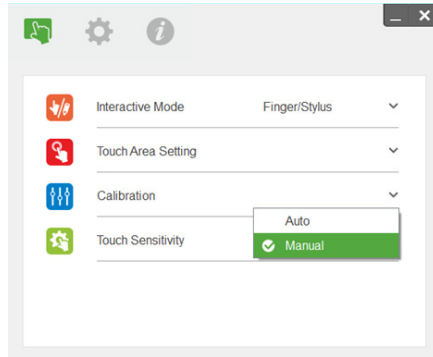 Interactive Mode Finger/Stylus
Touch Area Setting
Calibration
Auto
Touch Sensitivity Manual